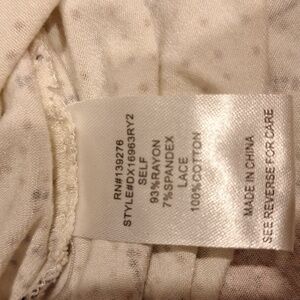 RN#139276
STYLE#DX16963RY2
SELF
93%RAYON
7%SPANDEX
LACE
100%COTTON
MADE IN CHINA
SEE REVERSE FOR CARE